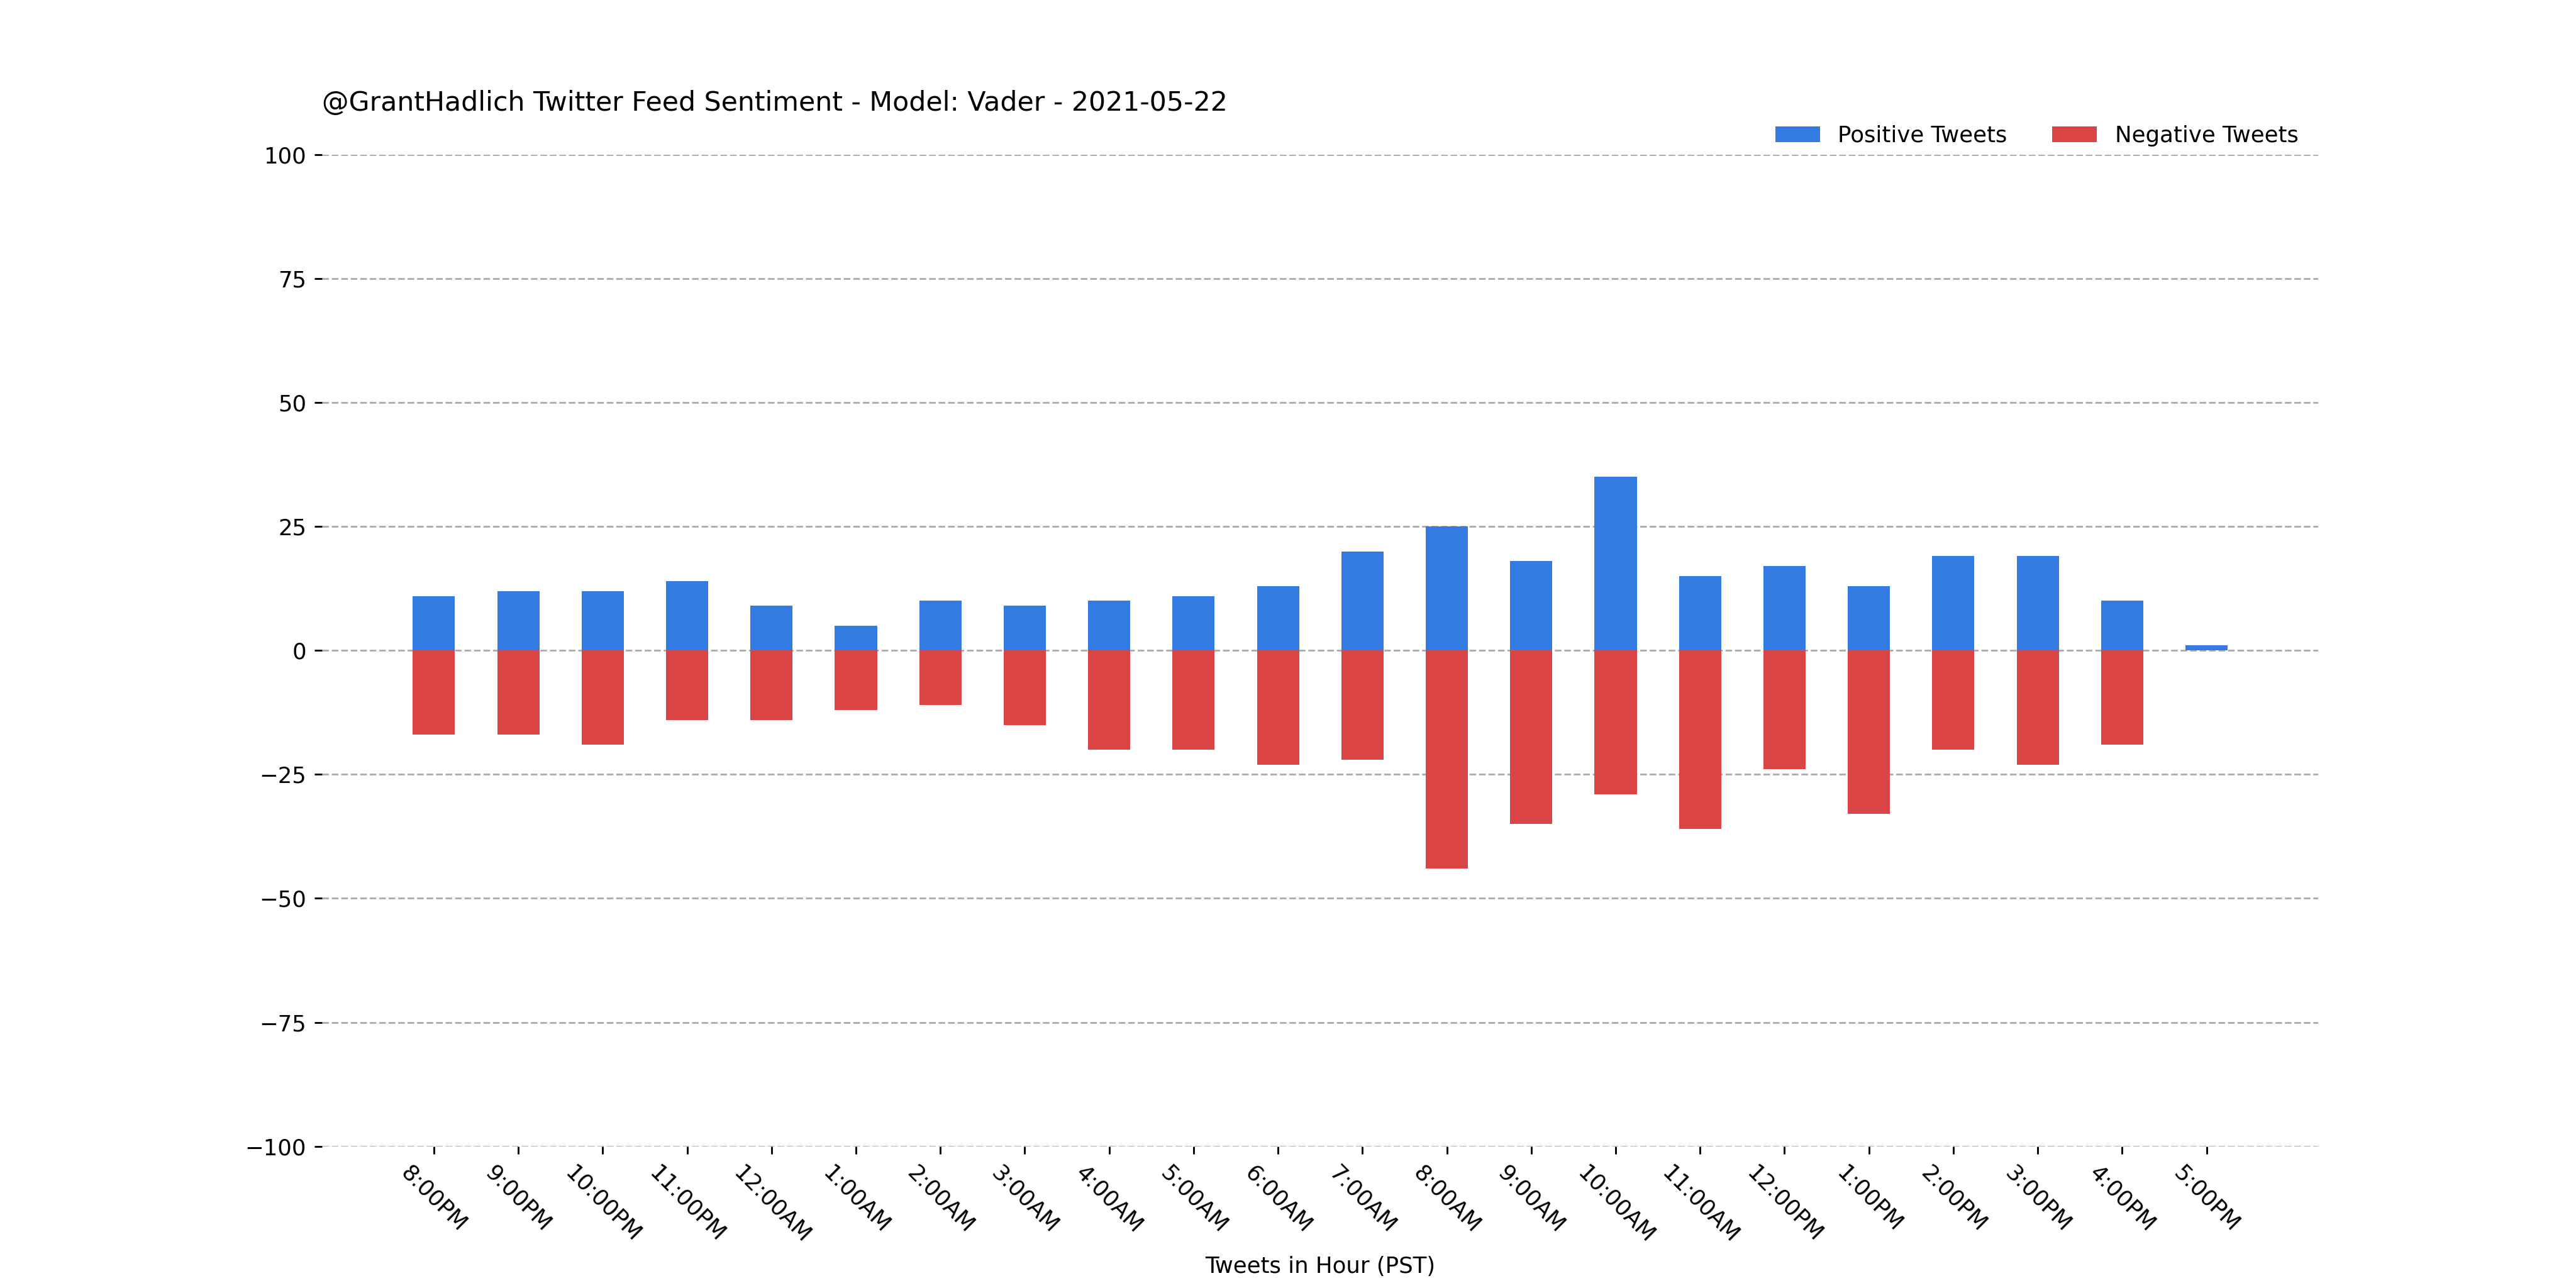 @GrantHadlich Twitter Feed Sentiment - Model: Vader - 2021-05-22
Positive Tweets Negative Tweets
100
75
50
25
0
−25
−50
−75
−100
8:00PM 9:00PM 10:00PM 11:00PM 12:00AM 1:00AM 2:00AM 3:00AM 4:00AM 5:00AM 6:00AM 7:00AM 8:00AM 9:00AM 10:00AM 11:00AM 12:00PM 1:00PM 2:00PM 3:00PM 4:00PM 5:00PM
Tweets in Hour (PST)